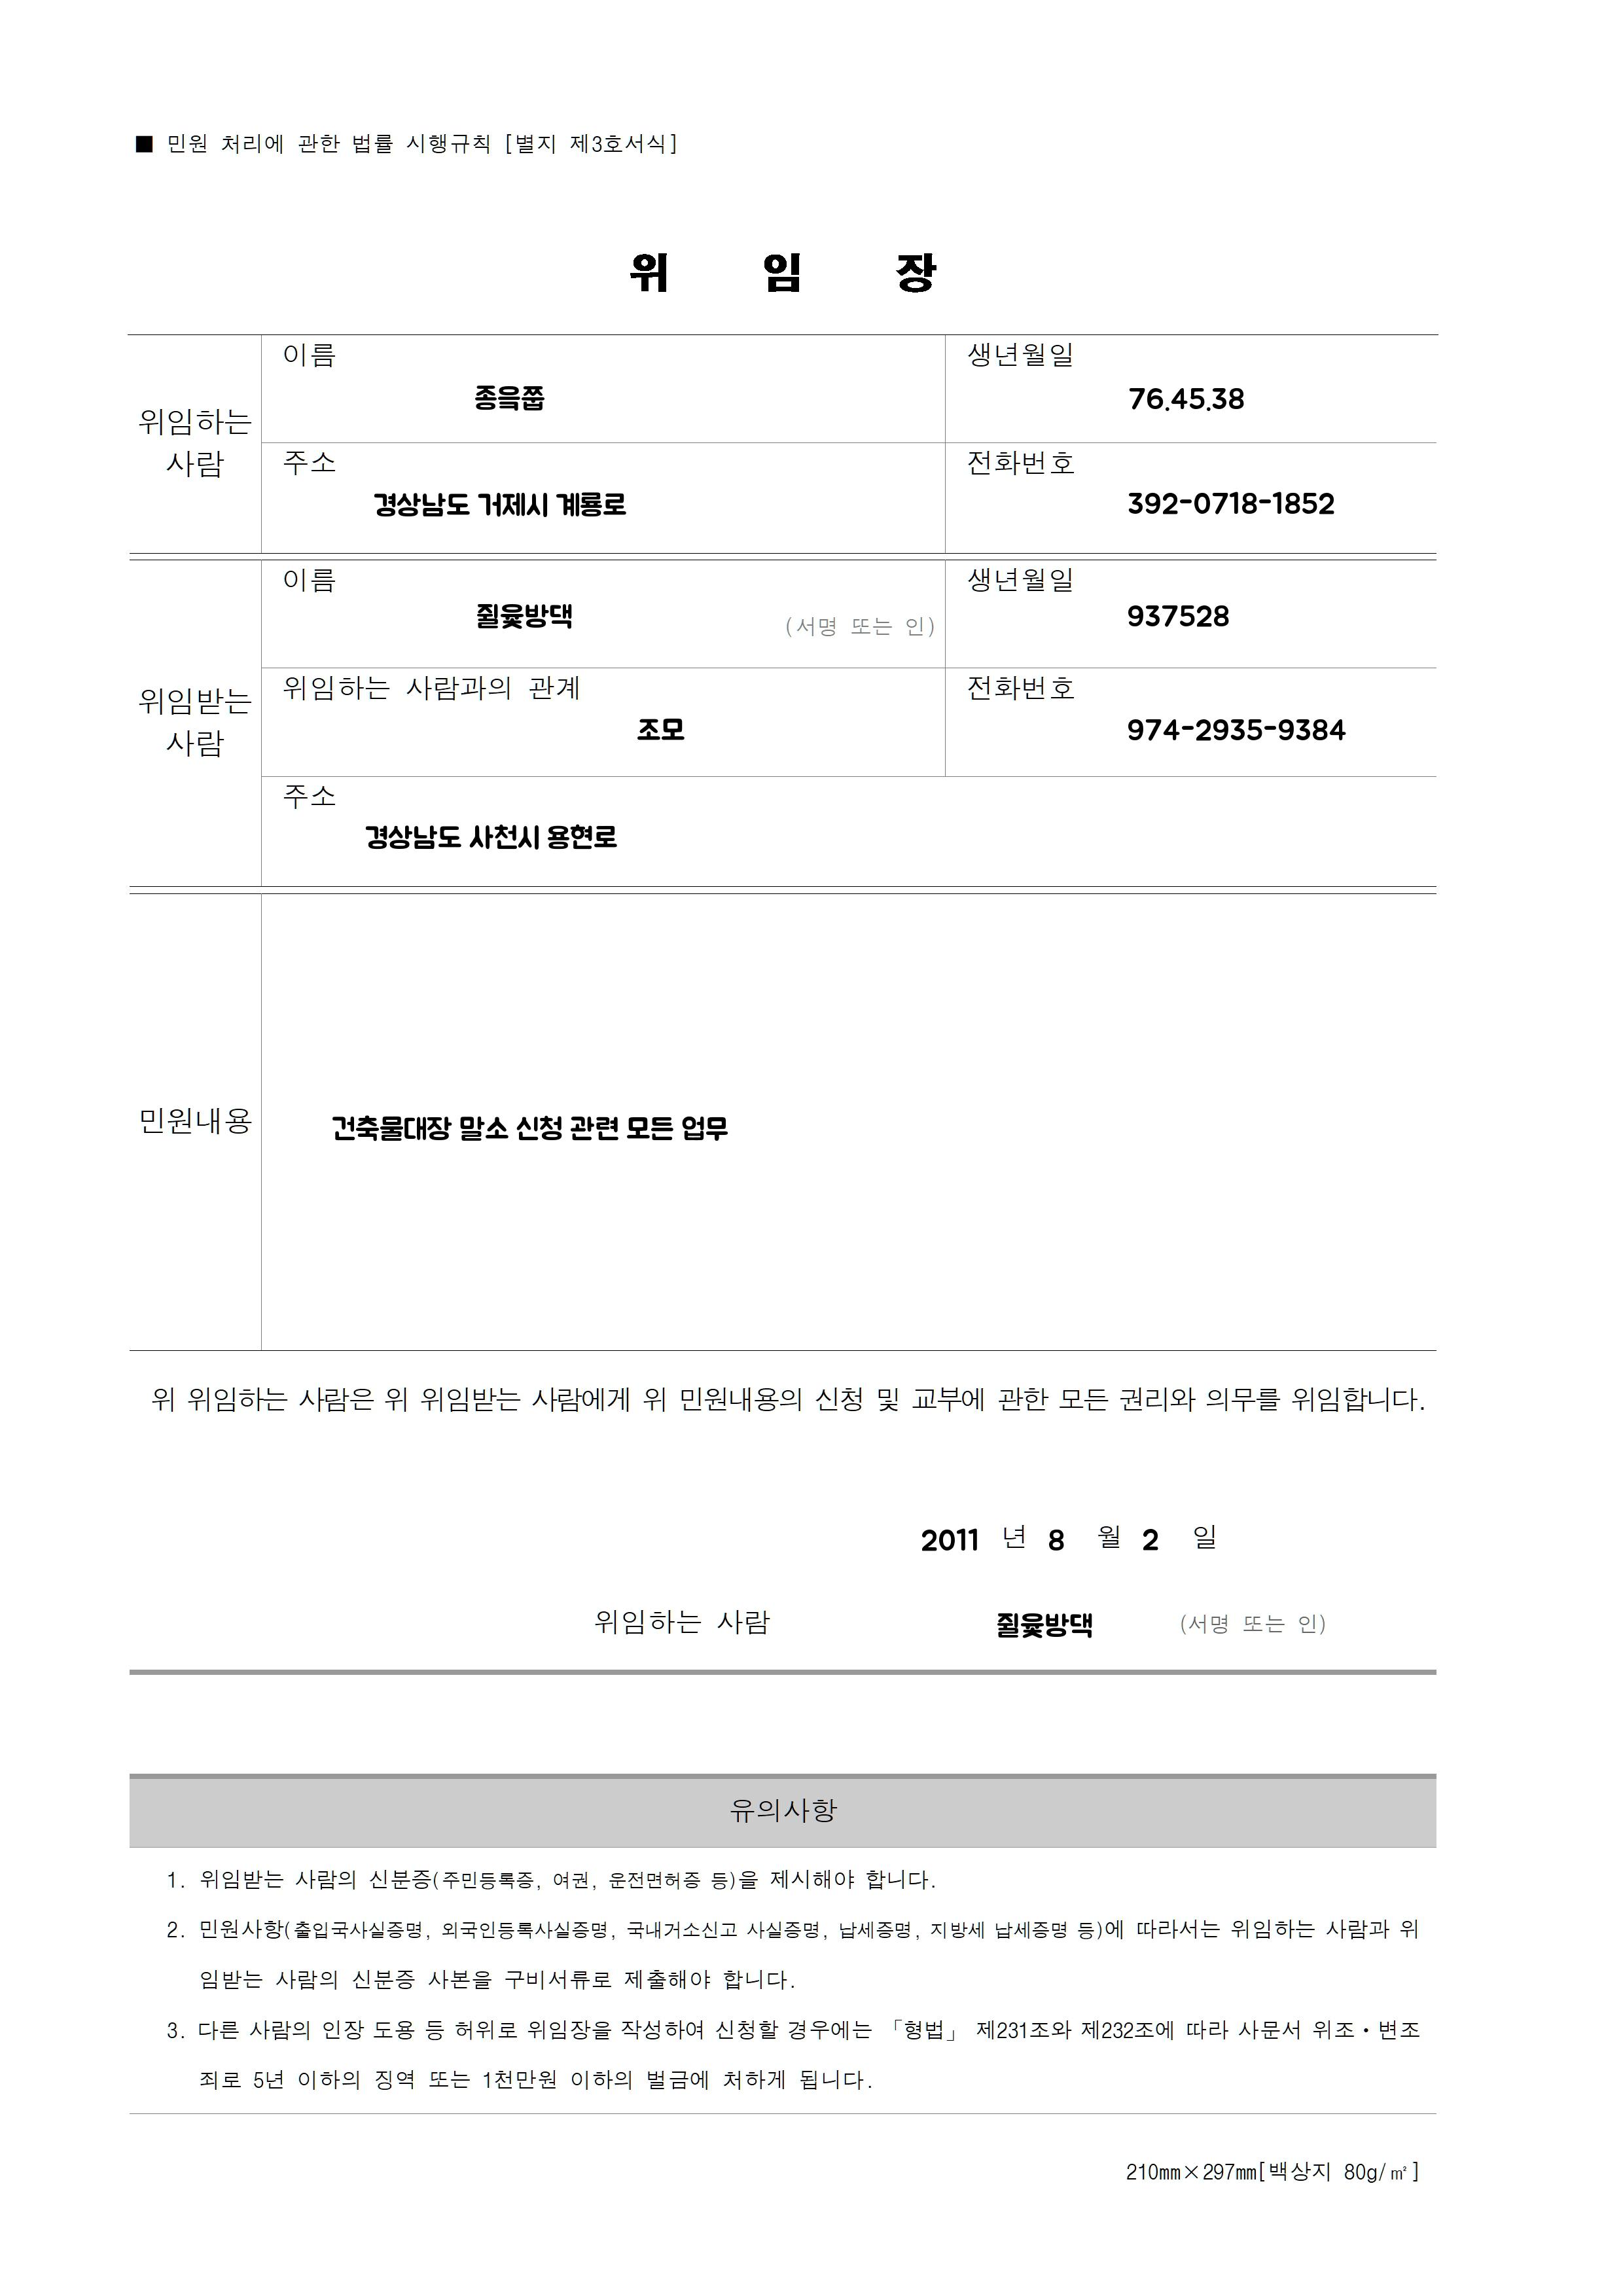 ■ 민원 처리에 관한 법률 시행규칙 [별지 제3호서식]
위 임 장
위임하는 사람
이름
종윽쭙
생년월일
76.45.38
주소
경상남도 거제시 계룡로
전화번호
392-0718-1852
위임받는 사람
이름
쥘윷방댁
(서명 또는 인)
생년월일
937528
위임하는 사람과의 관계
조모
전화번호
974-2935-9384
주소
경상남도 사천시 용현로
민원내용
건축물대장 말소 신청 관련 모든 업무
위 위임하는 사람은 위 위임받는 사람에게 위 민원내용의 신청 및 교부에 관한 모든 권리와 의무를 위임합니다.
2011 년 8 월 2 일
위임하는 사람 쥘윷방댁 (서명 또는 인)
유의사항
1. 위임받는 사람의 신분증(주민등록증, 여권, 운전면허증 등)을 제시해야 합니다.
2. 민원사항(출입국사실증명, 외국인등록사실증명, 국내거소신고 사실증명, 납세증명, 지방세 납세증명 등)에 따라서는 위임하는 사람과 위
임받는 사람의 신분증 사본을 구비서류로 제출해야 합니다.
3. 다른 사람의 인장 도용 등 허위로 위임장을 작성하여 신청할 경우에는 「형법」 제231조와 제232조에 따라 사문서 위조・변조
죄로 5년 이하의 징역 또는 1천만원 이하의 벌금에 처하게 됩니다.
210㎜×297㎜[백상지 80g/㎡]